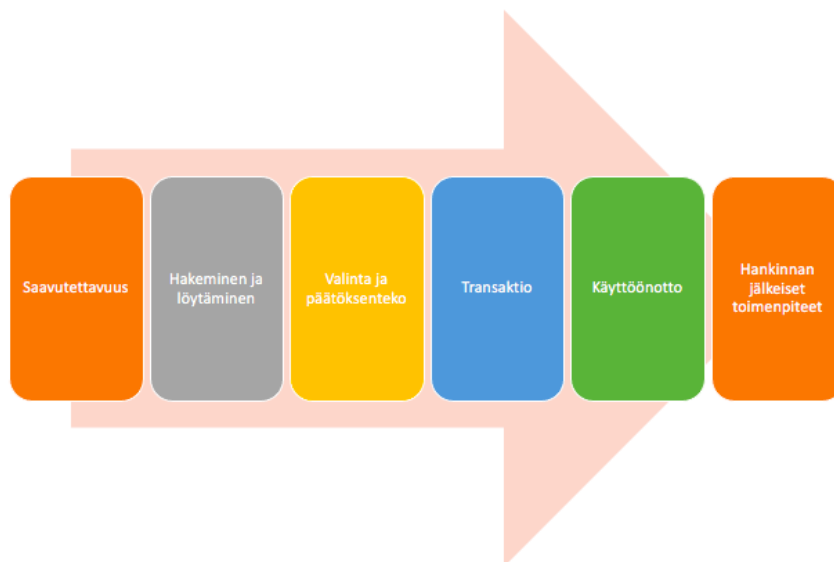 Saavutettavuus
Hakeminen ja
löytäminen
Valinta ja
päätöksenteko
Transaktio
Käyttöönotto
Hankinnan
jälkeiset
toimenpiteet